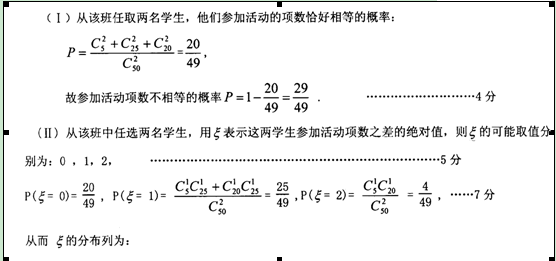 (Ⅰ) 从该班任取两名学生，他们参加活动的项数恰好相等的概率：
P = (C_5^2 + C_25^2 + C_20^2) / C_50^2 = 20/49，
故参加活动项数不相等的概率 P = 1 - 20/49 = 29/49 . ……………………4 分
(Ⅱ) 从该班中任选两名学生，用ξ表示这两学生参加活动项数之差的绝对值，则ξ的可能取值分
别为：0 ，1，2， ……………………………………………………5 分
P(ξ= 0)= 20/49 ，P(ξ= 1)= (C_5^1 C_25^1 + C_20^1 C_25^1) / C_50^2 = 25/49 ,P(ξ= 2)= C_5^1 C_20^1 / C_50^2 = 4/49 ，……7 分
从而 ξ的分布列为：